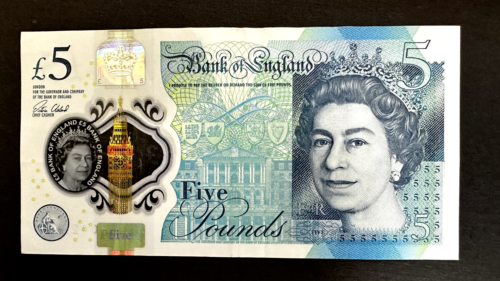 £5
Bank of England
5
I PROMISE TO PAY THE BEARER ON DEMAND THE SUM OF FIVE POUNDS
LONDON
FOR THE GOVERNOR AND COMPANY
OF THE BANK OF ENGLAND
CHIEF CASHIER
£5 BANK OF ENGLAND £5 BANK OF ENGLAND
Five
Pounds
Five
5